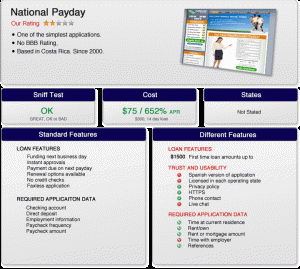 National Payday
Our Rating
One of the simplest applications.
No BBB Rating.
Based in Costa Rica. Since 2000.
Sniff Test
OK
GREAT, OK or BAD
Cost
$75 / 652% APR
$350, 14 day loan
States
Not Stated
Standard Features
LOAN FEATURES
Funding next business day
Instant approvals
Payment due on next payday
Renewal options available
No credit checks
Faxless application
REQUIRED APPLICATON DATA
Checking account
Direct deposit
Employment information
Paycheck frequency
Paycheck amount
Different Features
LOAN FEATURES
$1500 First time loan amounts up to
TRUST AND USABILITY
Spanish version of application
Licensed in each operating state
Privacy policy
HTTPS
Phone contact
Live chat
REQUIRED APPLICATION DATA
Time at current residence
Rent/own
Rent or mortgage amount
Time with employer
References